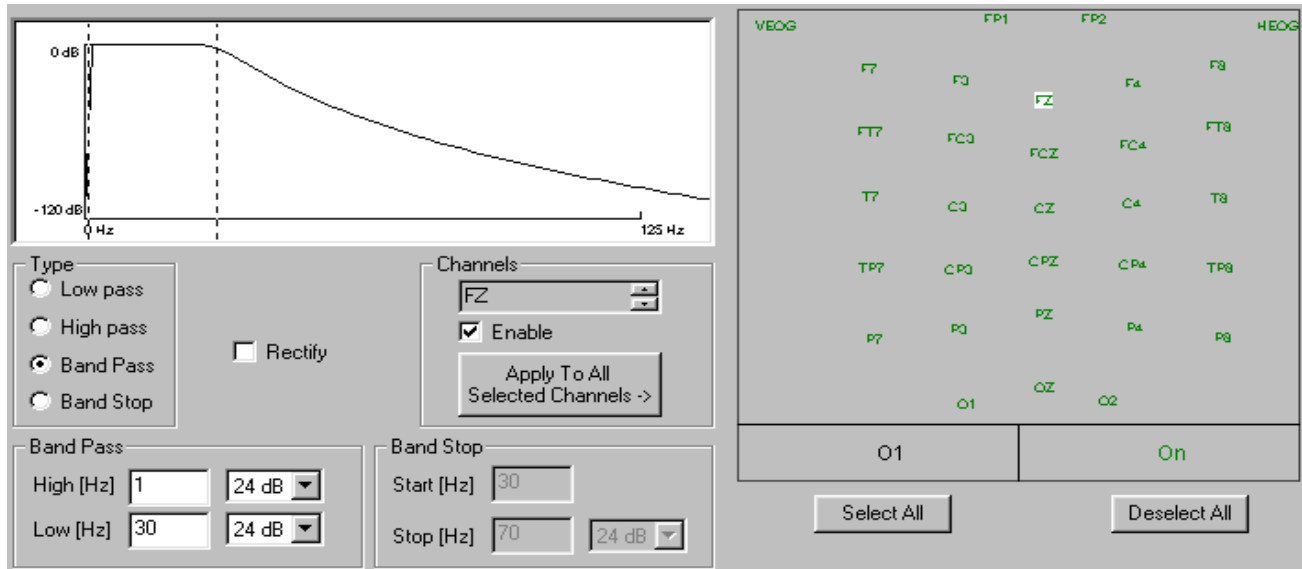 0 dB
-120 dB
0 Hz
125 Hz
Type
Low pass
High pass
Band Pass
Band Stop
Rectify
Channels
FZ
Enable
Apply To All
Selected Channels ->
Band Pass
High [Hz] 1 24 dB
Low [Hz] 30 24 dB
Band Stop
Start [Hz] 30
Stop [Hz] 70 24 dB
VEOG FP1 FP2 HEOG
F7 F3 F4 F8
FZ
FT7 FC3 FCZ FC4 FT8
T7 C3 CZ C4 T8
TP7 CP3 CPZ CP4 TP8
P7 P3 PZ P4 P8
O1 OZ O2
O1 On
Select All Deselect All